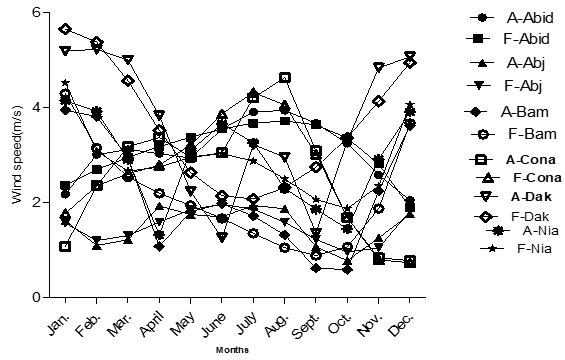 6
4
2
0
Wind speed(m/s)
Jan.
Feb.
Mar.
April
May
June
July
Aug.
Sept.
Oct.
Nov.
Dec.
Months
A-Abid
F-Abid
A-Abj
F-Abj
A-Bam
F-Bam
A-Cona
F-Cona
A-Dak
F-Dak
A-Nia
F-Nia